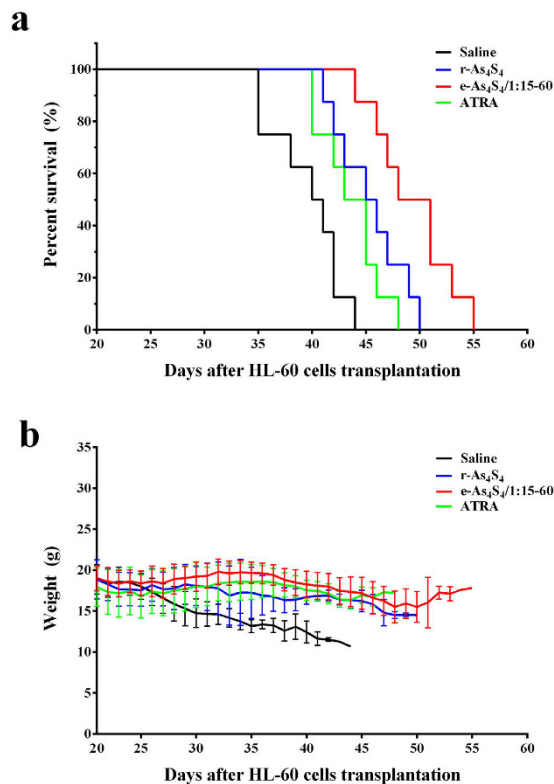 a
Saline
r-As₄S₄
e-As₄S₄/1:15-60
ATRA
Percent survival (%)
100
80
60
40
20
0
20 25 30 35 40 45 50 55 60
Days after HL-60 cells transplantation
b
Saline
r-As₄S₄
e-As₄S₄/1:15-60
ATRA
Weight (g)
35
30
25
20
15
10
5
0
20 25 30 35 40 45 50 55 60
Days after HL-60 cells transplantation